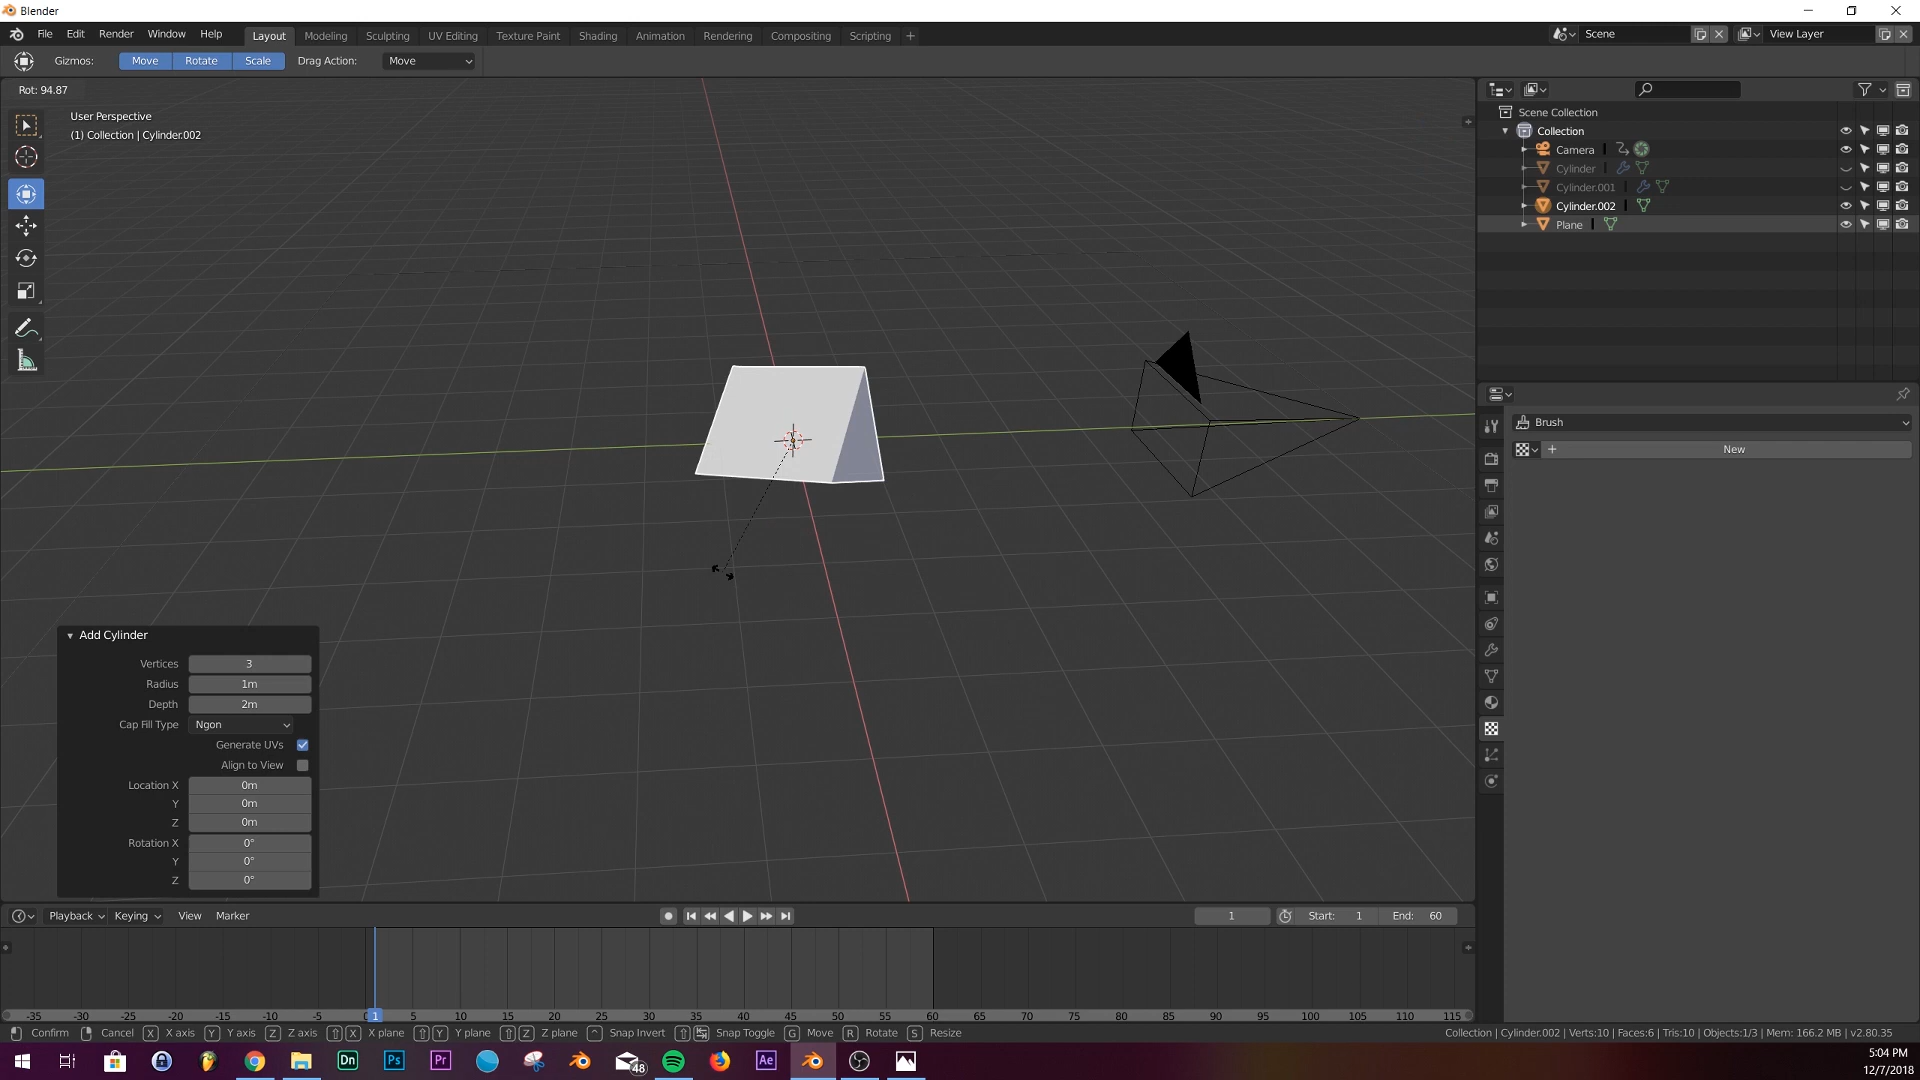 Blender
File Edit Render Window Help
Layout Modeling Sculpting UV Editing Texture Paint Shading Animation Rendering Compositing Scripting +
Scene
View Layer
Gizmos: Move Rotate Scale Drag Action: Move
Rot: 94.87
User Perspective
(1) Collection | Cylinder.002
Scene Collection
Collection
Camera
Cylinder
Cylinder.001
Cylinder.002
Plane
Brush
+ New
Add Cylinder
Vertices 3
Radius 1m
Depth 2m
Cap Fill Type Ngon
Generate UVs
Align to View
Location X 0m
Y 0m
Z 0m
Rotation X 0°
Y 0°
Z 0°
Playback Keying View Marker
1 Start: 1 End: 60
-35 -30 -25 -20 -15 -10 -5 1 5 10 15 20 25 30 35 40 45 50 55 60 65 70 75 80 85 90 95 100 105 110 115
Confirm Cancel X X axis Y Y axis Z Z axis X X plane Y Y plane Z Z plane ^ Snap Invert Snap Toggle G Move R Rotate S Resize
Collection | Cylinder.002 | Verts:10 | Faces:6 | Tris:10 | Objects:1/3 | Mem: 166.2 MB | v2.80.35
Dn Ps Pr 48 Ae
5:04 PM
12/7/2018